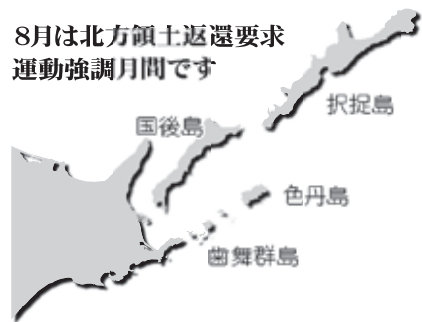 8月は北方領土返還要求
運動強調月間です
択捉島
国後島
色丹島
歯舞群島